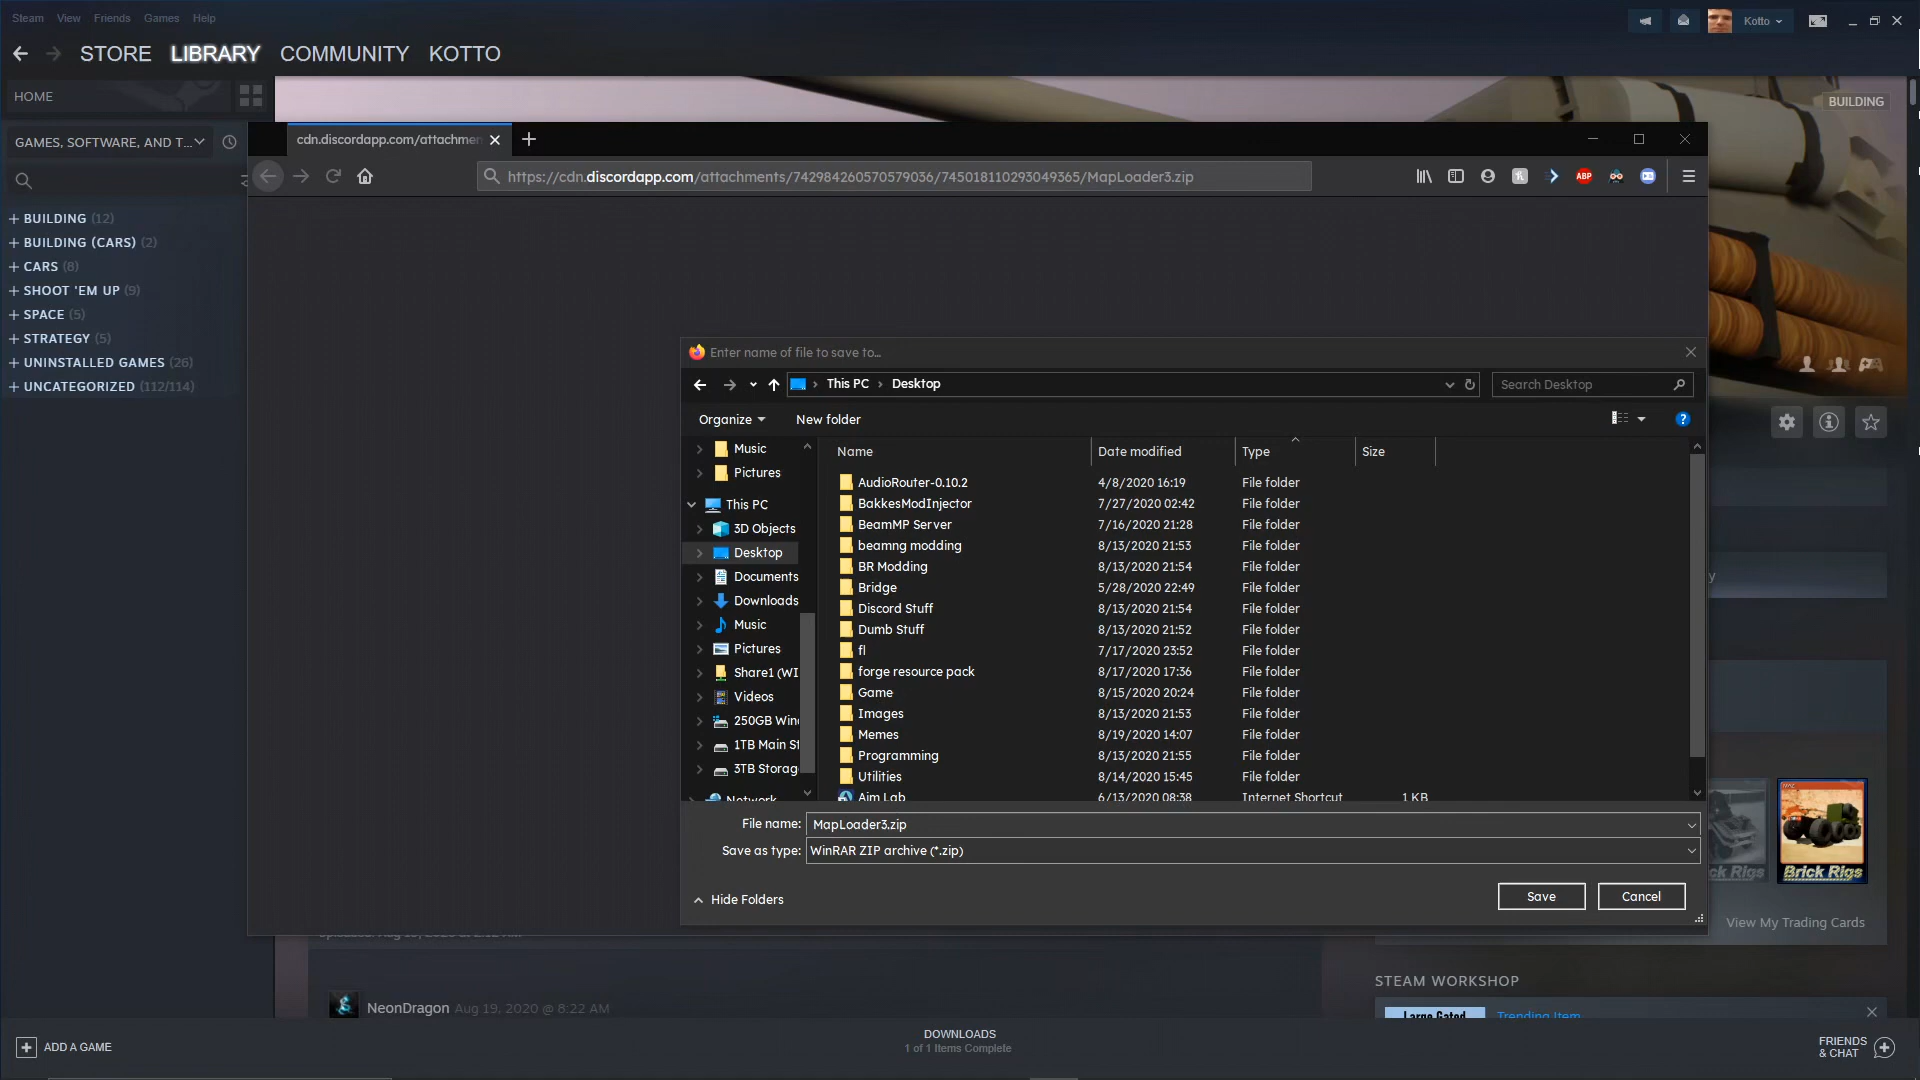 Steam View Friends Games Help
Kotto
STORE LIBRARY COMMUNITY KOTTO
HOME
BUILDING
GAMES, SOFTWARE, AND T...
cdn.discordapp.com/attachmen
https://cdn.discordapp.com/attachments/742984260570579036/745018110293049365/MapLoader3.zip
ABP
BUILDING (12)
BUILDING (CARS) (2)
CARS (8)
SHOOT 'EM UP (9)
SPACE (5)
STRATEGY (5)
UNINSTALLED GAMES (26)
UNCATEGORIZED (112/114)
Enter name of file to save to...
This PC > Desktop
Search Desktop
Organize New folder
Music
Pictures
This PC
3D Objects
Desktop
Documents
Downloads
Music
Pictures
Share1 (WI
Videos
250GB Win
1TB Main St
3TB Storag
Network
Name Date modified Type Size
AudioRouter-0.10.2 4/8/2020 16:19 File folder
BakkesModInjector 7/27/2020 02:42 File folder
BeamMP Server 7/16/2020 21:28 File folder
beamng modding 8/13/2020 21:53 File folder
BR Modding 8/13/2020 21:54 File folder
Bridge 5/28/2020 22:49 File folder
Discord Stuff 8/13/2020 21:54 File folder
Dumb Stuff 8/13/2020 21:52 File folder
fl 7/17/2020 23:52 File folder
forge resource pack 8/17/2020 17:36 File folder
Game 8/15/2020 20:24 File folder
Images 8/13/2020 21:53 File folder
Memes 8/19/2020 14:07 File folder
Programming 8/13/2020 21:55 File folder
Utilities 8/14/2020 15:45 File folder
Aim Lab 6/13/2020 08:38 Internet Shortcut 1 KB
File name: MapLoader3.zip
Save as type: WinRAR ZIP archive (*.zip)
Hide Folders
Save Cancel
y
ck Rigs
Brick Rigs
View My Trading Cards
STEAM WORKSHOP
Large Gated
Trending Item
NeonDragon Aug 19, 2020 @ 8:22 AM
ADD A GAME
DOWNLOADS
1 of 1 Items Complete
FRIENDS
& CHAT